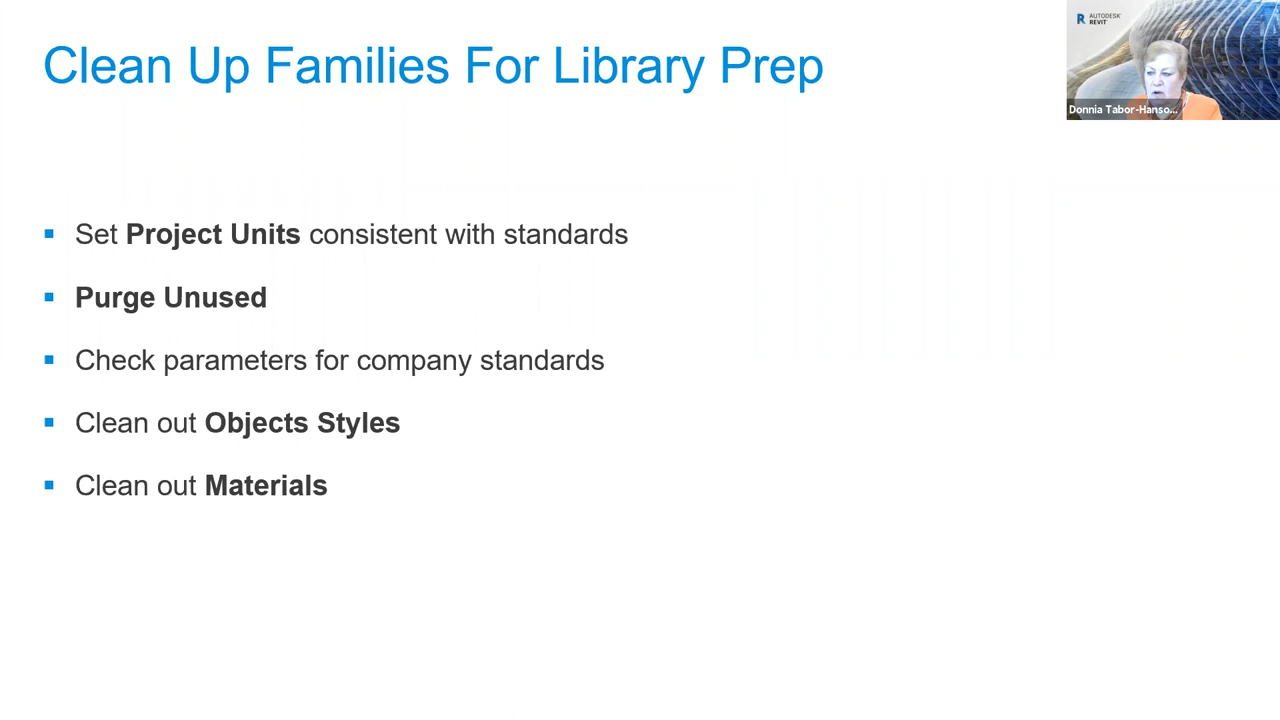 Clean Up Families For Library Prep
AUTODESK
REVIT
Donnia Tabor-Hanso...
Set Project Units consistent with standards
Purge Unused
Check parameters for company standards
Clean out Objects Styles
Clean out Materials